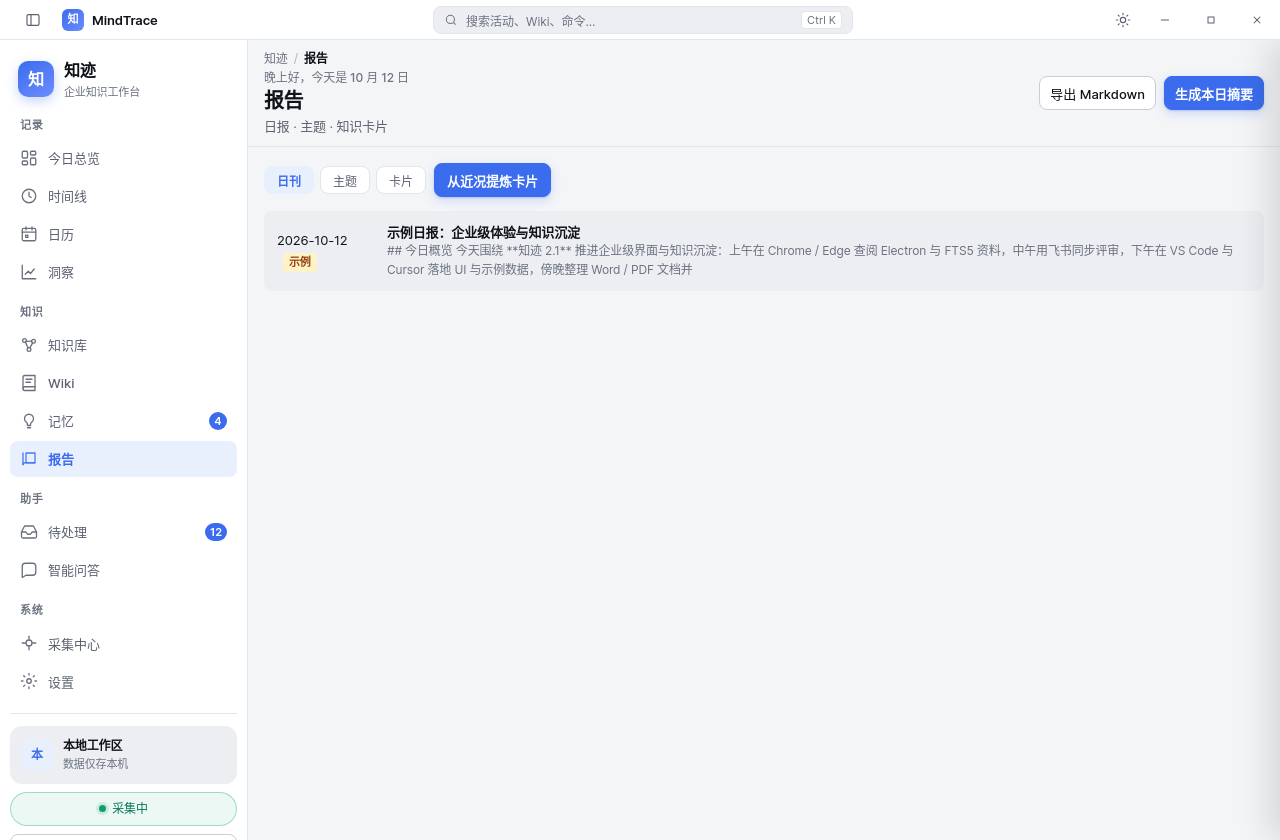 知 MindTrace
搜索活动、Wiki、命令... Ctrl K
知 知迹
企业知识工作台
记录
今日总览
时间线
日历
洞察
知识
知识库
Wiki
记忆 4
报告
助手
待处理 12
智能问答
系统
采集中心
设置
本 本地工作区
数据仅存本机
采集中
知迹 / 报告
晚上好，今天是 10 月 12 日
报告
日报 · 主题 · 知识卡片
导出 Markdown 生成本日摘要
日刊 主题 卡片 从近况提炼卡片
2026-10-12
示例
示例日报：企业级体验与知识沉淀
## 今日概览 今天围绕 **知迹 2.1** 推进企业级界面与知识沉淀：上午在 Chrome / Edge 查阅 Electron 与 FTS5 资料，中午用飞书同步评审，下午在 VS Code 与
Cursor 落地 UI 与示例数据，傍晚整理 Word / PDF 文档并